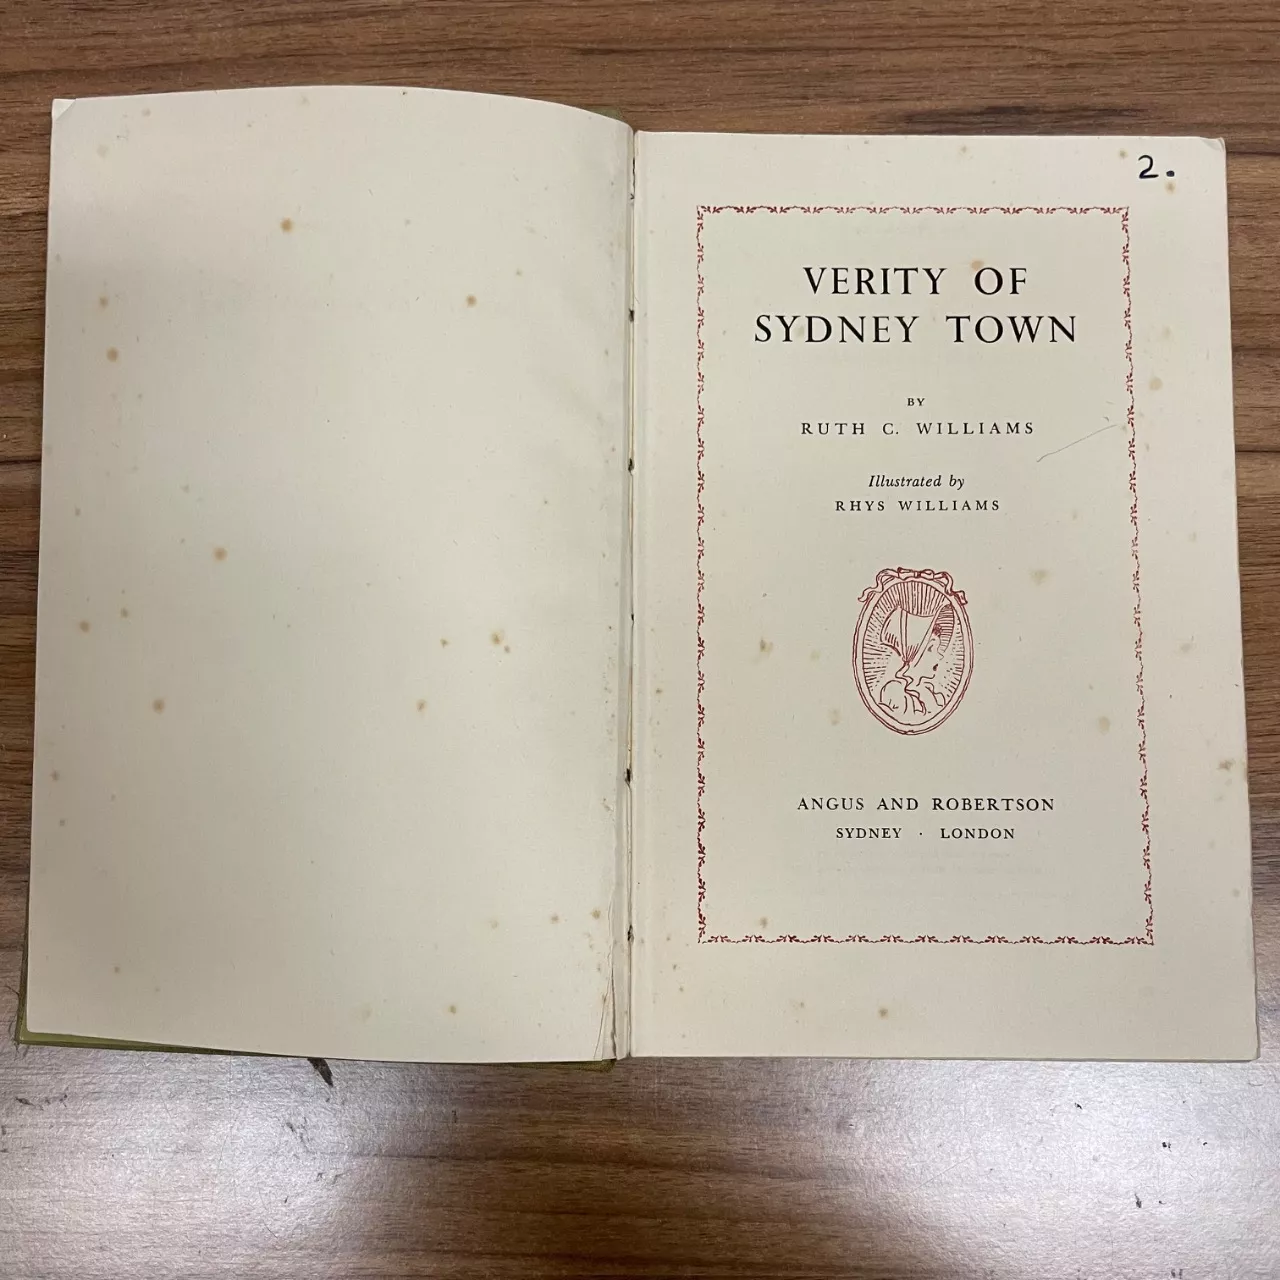 2.
VERITY OF
SYDNEY TOWN
BY
RUTH C. WILLIAMS
Illustrated by
RHYS WILLIAMS
ANGUS AND ROBERTSON
SYDNEY · LONDON